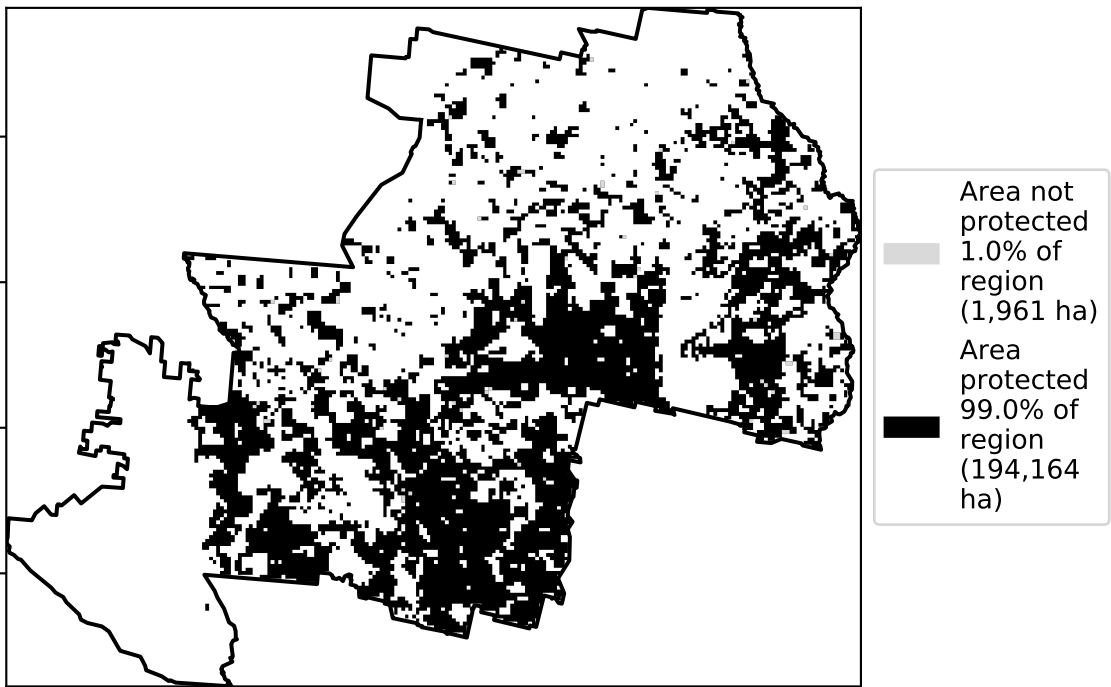 Area not
protected
1.0% of
region
(1,961 ha)
Area
protected
99.0% of
region
(194,164
ha)